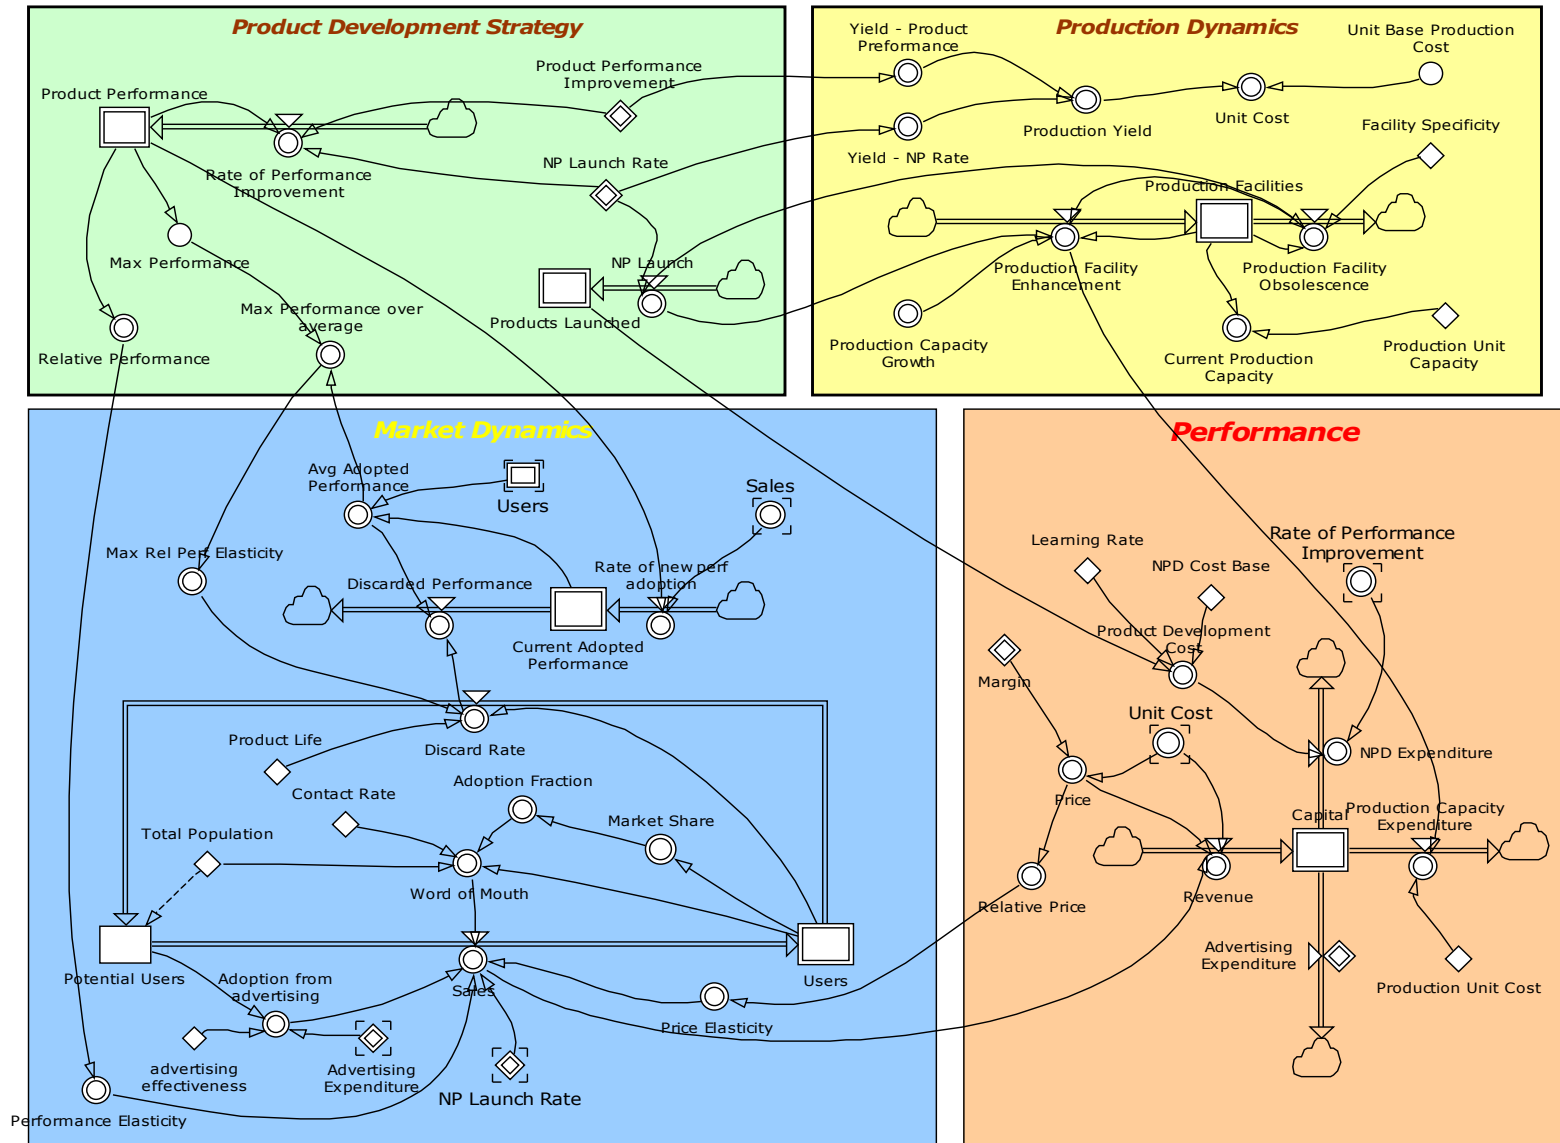 Product Development Strategy
Product Performance
Product Performance
Improvement
Rate of Performance
Improvement
NP Launch Rate
Max Performance
NP Launch
Products Launched
Max Performance over
average
Relative Performance
Production Dynamics
Yield - Product
Preformance
Unit Base Production
Cost
Production Yield
Unit Cost
Facility Specificity
Yield - NP Rate
Production Facilities
Production Facility
Enhancement
Production Facility
Obsolescence
Production Capacity
Growth
Current Production
Capacity
Production Unit
Capacity
Market Dynamics
Avg Adopted
Performance
Users
Sales
Max Rel Perf Elasticity
Discarded Performance
Rate of new perf
adoption
Current Adopted
Performance
Product Life
Discard Rate
Contact Rate
Adoption Fraction
Total Population
Market Share
Word of Mouth
Potential Users
Adoption from
advertising
Sales
Users
Price Elasticity
advertising
effectiveness
Advertising
Expenditure
NP Launch Rate
Performance Elasticity
Performance
Learning Rate
Rate of Performance
Improvement
NPD Cost Base
Product Development
Cost
Margin
Unit Cost
NPD Expenditure
Price
Capital
Production Capacity
Expenditure
Relative Price
Revenue
Advertising
Expenditure
Production Unit Cost